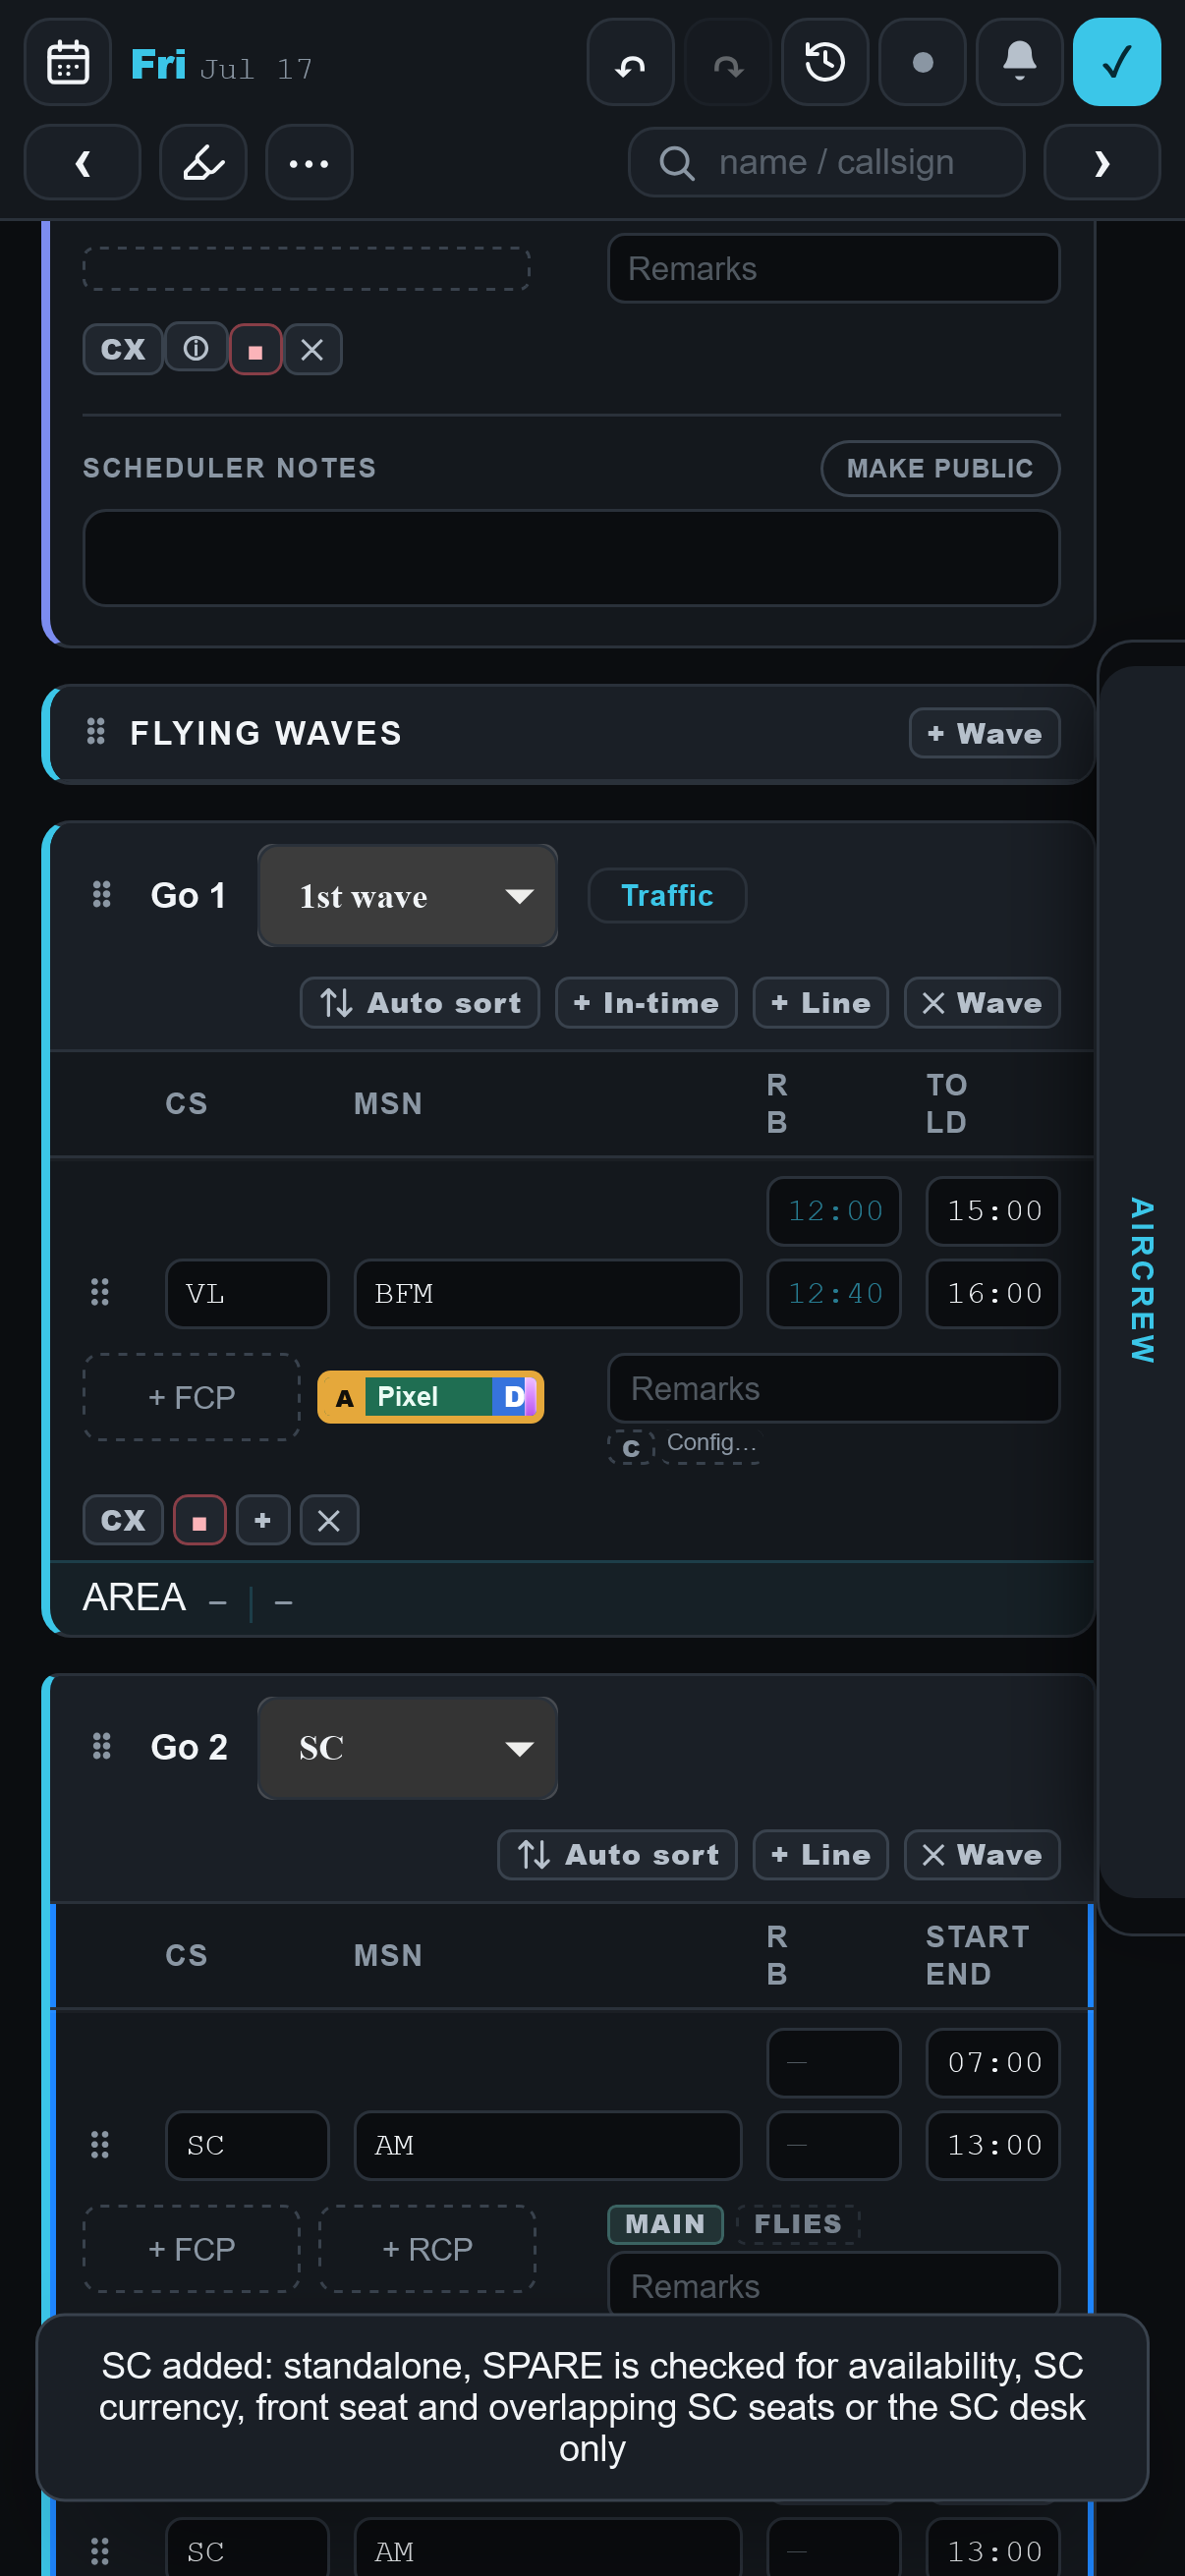 Fri Jul 17
name / callsign
Remarks
CX
SCHEDULER NOTES MAKE PUBLIC
FLYING WAVES + Wave
Go 1 1st wave Traffic
Auto sort + In-time + Line × Wave
CS MSN R TO
B LD
12:00 15:00
VL BFM 12:40 16:00
+ FCP A Pixel D Remarks
C Config...
CX + ×
AREA – | –
Go 2 SC
Auto sort + Line × Wave
CS MSN R START
B END
— 07:00
SC AM — 13:00
+ FCP + RCP MAIN FLIES
Remarks
SC added: standalone, SPARE is checked for availability, SC
currency, front seat and overlapping SC seats or the SC desk
only
SC AM — 13:00
AIRCREW